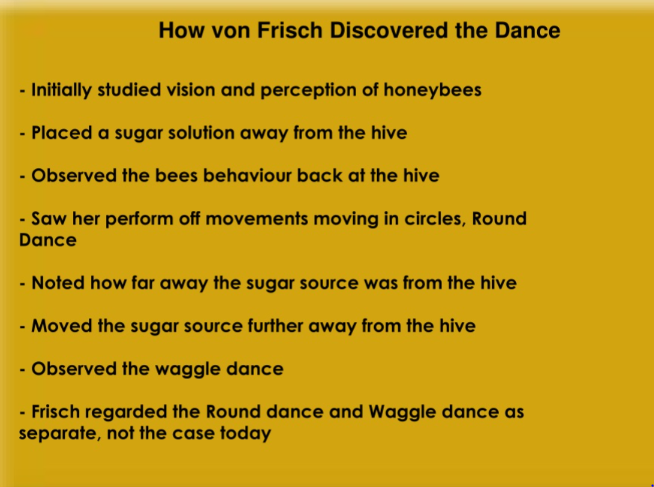 How von Frisch Discovered the Dance
- Initially studied vision and perception of honeybees
- Placed a sugar solution away from the hive
- Observed the bees behaviour back at the hive
- Saw her perform off movements moving in circles, Round
Dance
- Noted how far away the sugar source was from the hive
- Moved the sugar source further away from the hive
- Observed the waggle dance
- Frisch regarded the Round dance and Waggle dance as
separate, not the case today